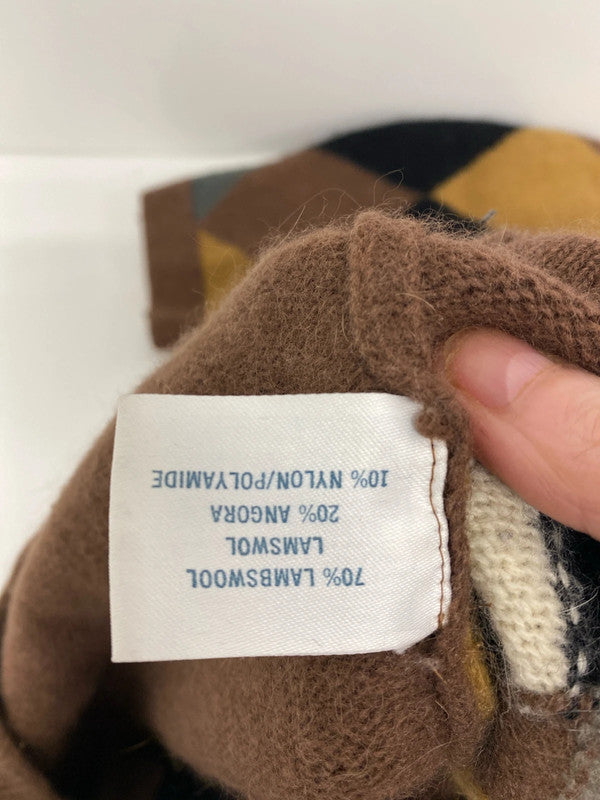 70% LAMBSWOOL
LAMSWOL
20% ANGORA
10% NYLON/POLYAMIDE